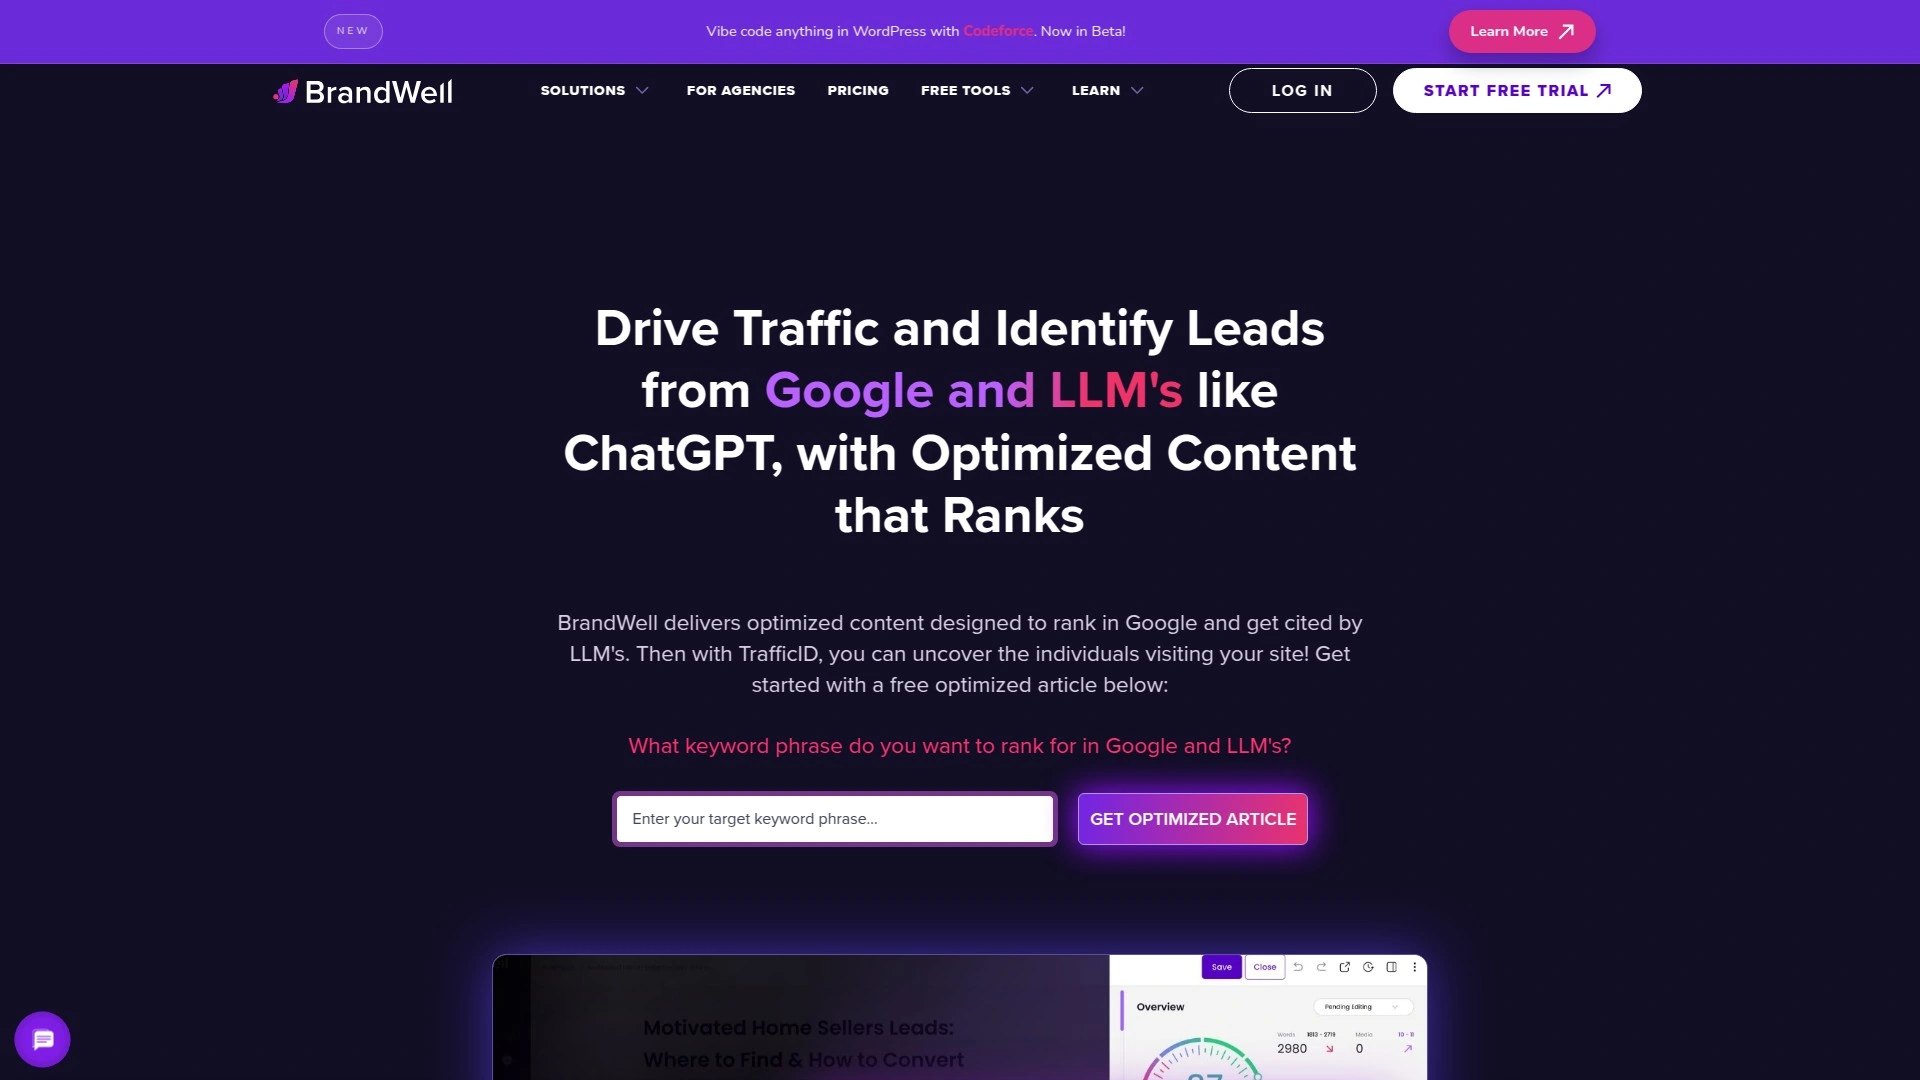 NEW
Vibe code anything in WordPress with Codeforce. Now in Beta!
Learn More
BrandWell
SOLUTIONS
FOR AGENCIES
PRICING
FREE TOOLS
LEARN
LOG IN
START FREE TRIAL
Drive Traffic and Identify Leads
from Google and LLM's like
ChatGPT, with Optimized Content
that Ranks
BrandWell delivers optimized content designed to rank in Google and get cited by
LLM's. Then with TrafficID, you can uncover the individuals visiting your site! Get
started with a free optimized article below:
What keyword phrase do you want to rank for in Google and LLM's?
Enter your target keyword phrase...
GET OPTIMIZED ARTICLE
Save
Close
Overview
Pending Editing
Motivated Home Sellers Leads:
Where to Find & How to Convert
Words
1813 - 2719
Media
10 - 11
2980
0